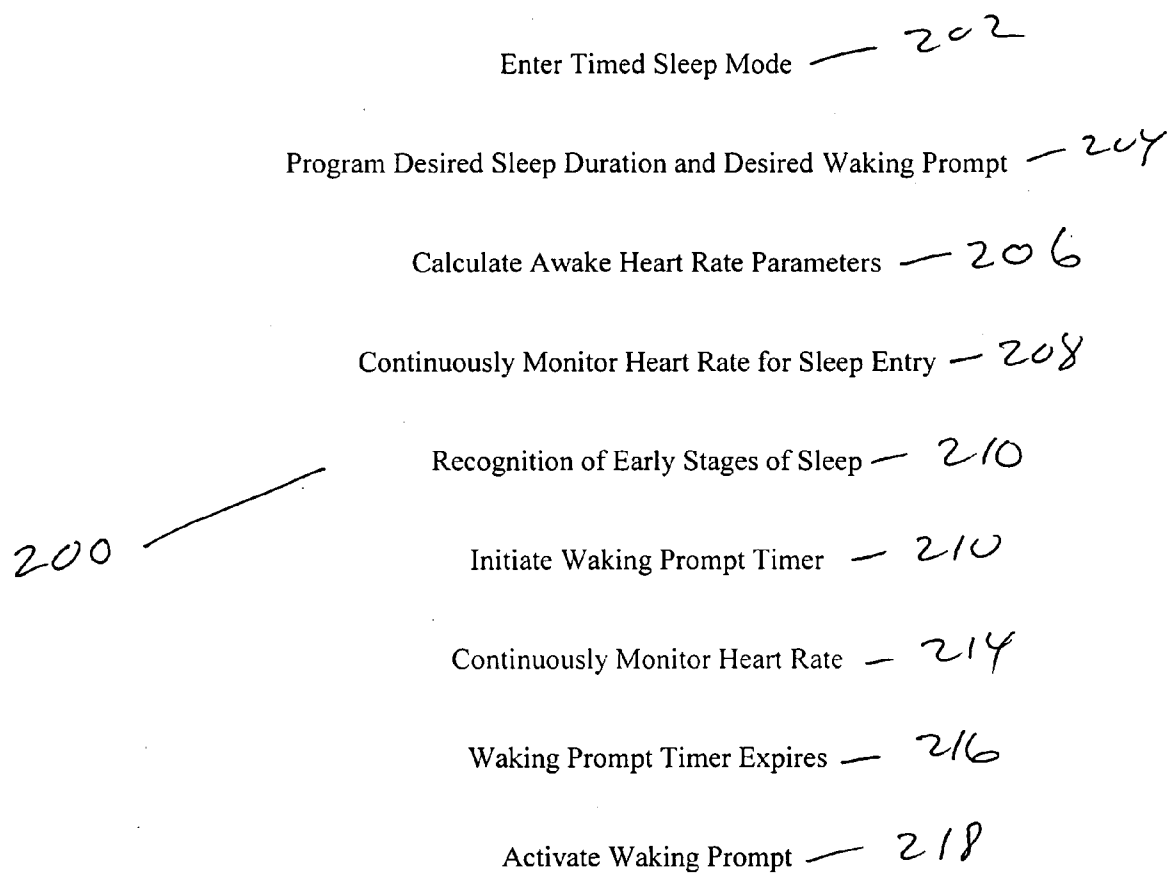 Enter Timed Sleep Mode — 202
Program Desired Sleep Duration and Desired Waking Prompt — 204
Calculate Awake Heart Rate Parameters — 206
Continuously Monitor Heart Rate for Sleep Entry — 208
Recognition of Early Stages of Sleep — 210
200
Initiate Waking Prompt Timer — 210
Continuously Monitor Heart Rate — 214
Waking Prompt Timer Expires — 216
Activate Waking Prompt — 218